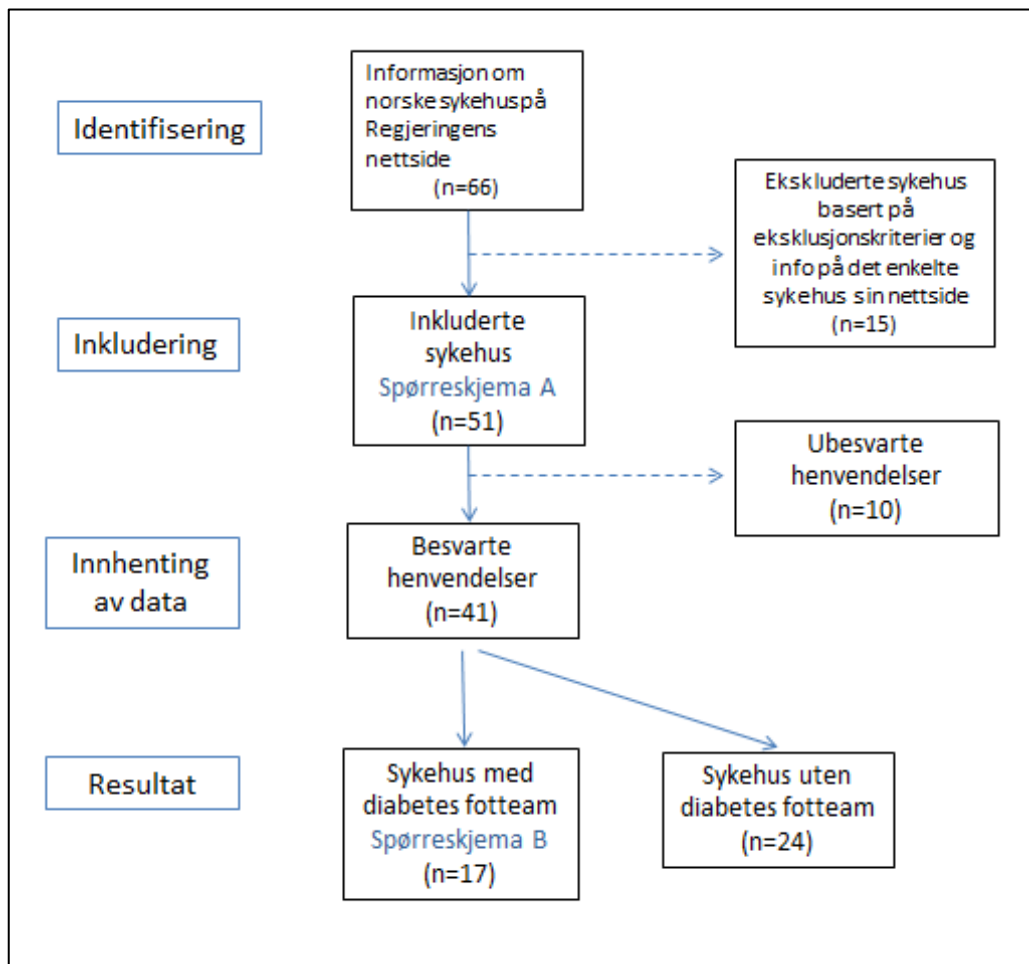 Informasjon om
norske sykehus på
Regjeringens
nettside
(n=66)
Identifisering
Ekskluderte sykehus
basert på
eksklusjonskriterier og
info på det enkelte
sykehus sin nettside
(n=15)
Inkluderte
sykehus
Spørreskjema A
(n=51)
Inkludering
Ubesvarte
henvendelser
(n=10)
Besvarte
henvendelser
(n=41)
Innhenting
av data
Resultat
Sykehus med
diabetes fotteam
Spørreskjema B
(n=17)
Sykehus uten
diabetes fotteam
(n=24)